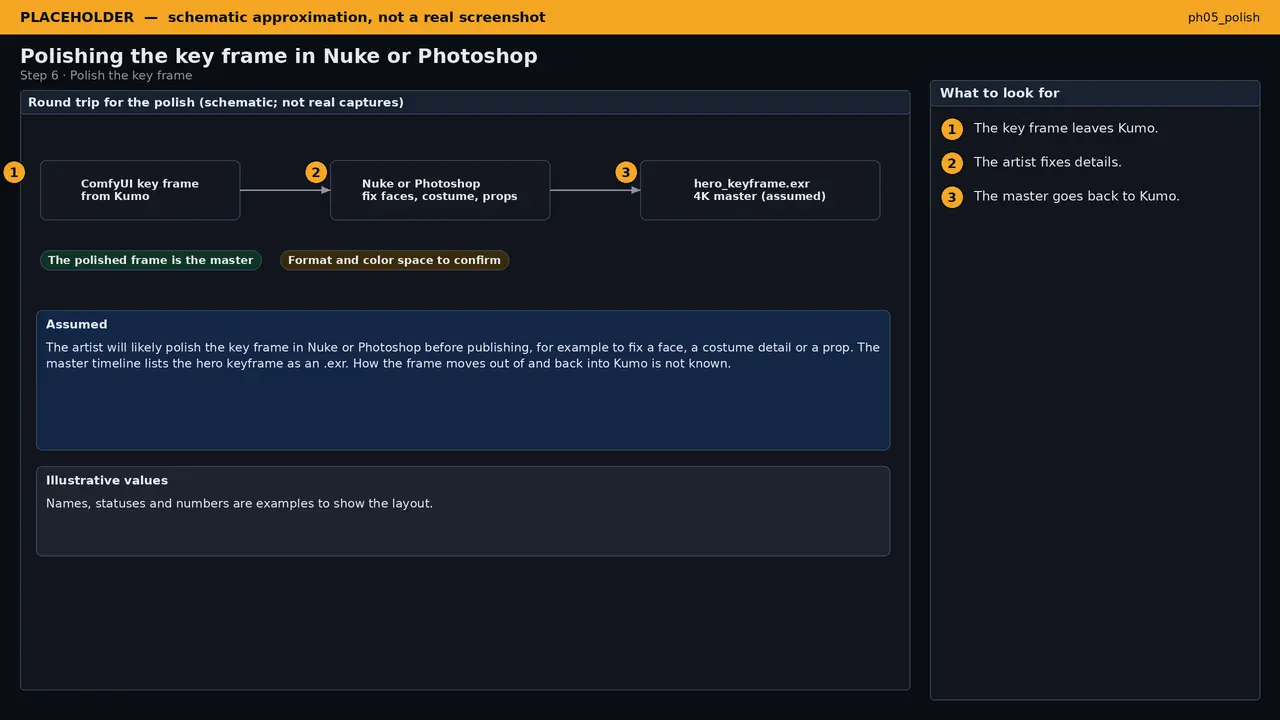 PLACEHOLDER — schematic approximation, not a real screenshot
ph05_polish
Polishing the key frame in Nuke or Photoshop
Step 6 · Polish the key frame
Round trip for the polish (schematic; not real captures)
1
ComfyUI key frame
from Kumo
2
Nuke or Photoshop
fix faces, costume, props
3
hero_keyframe.exr
4K master (assumed)
The polished frame is the master
Format and color space to confirm
Assumed
The artist will likely polish the key frame in Nuke or Photoshop before publishing, for example to fix a face, a costume detail or a prop. The
master timeline lists the hero keyframe as an .exr. How the frame moves out of and back into Kumo is not known.
Illustrative values
Names, statuses and numbers are examples to show the layout.
What to look for
1 The key frame leaves Kumo.
2 The artist fixes details.
3 The master goes back to Kumo.